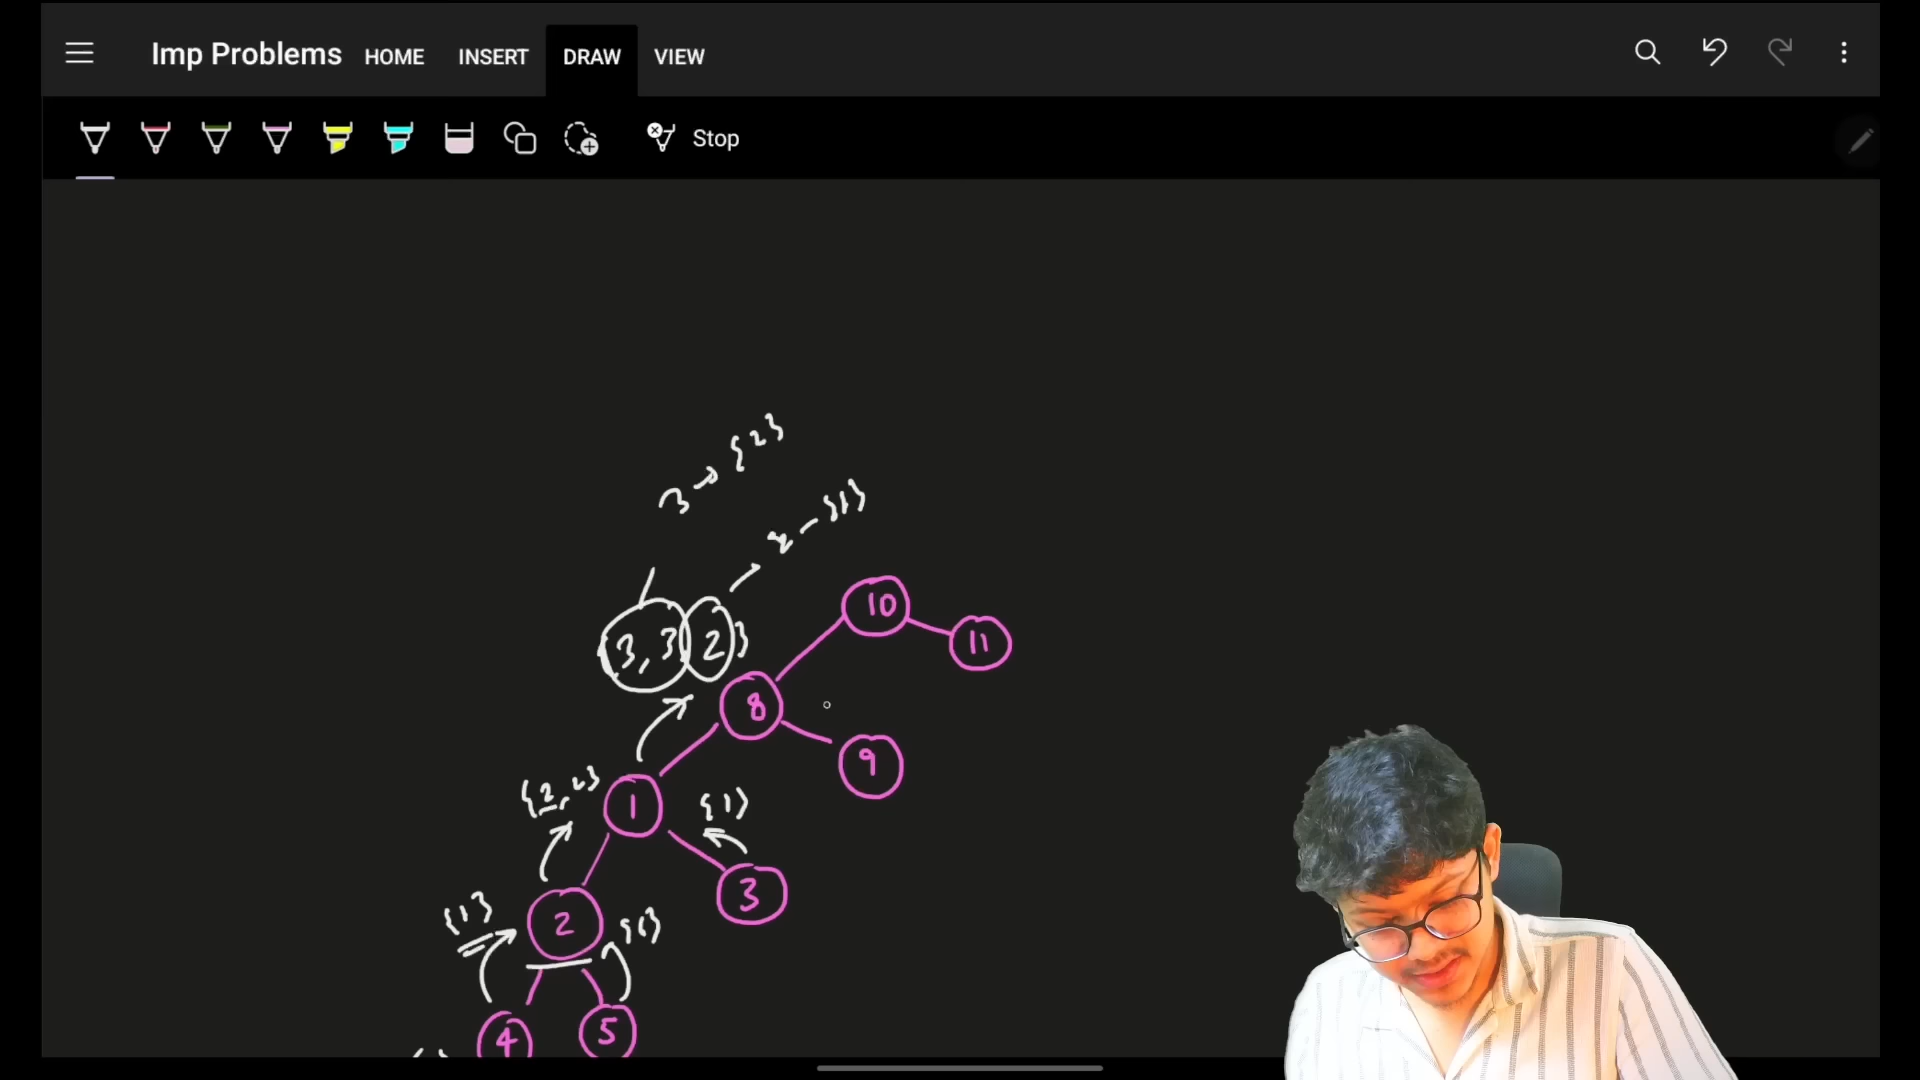 Imp Problems HOME INSERT DRAW VIEW
Stop
3 → {2}
2 – {1}
3, 3 2}
10
11
8
9
{2, 2}
1
{1}
3
{1}
2
{1}
4
5